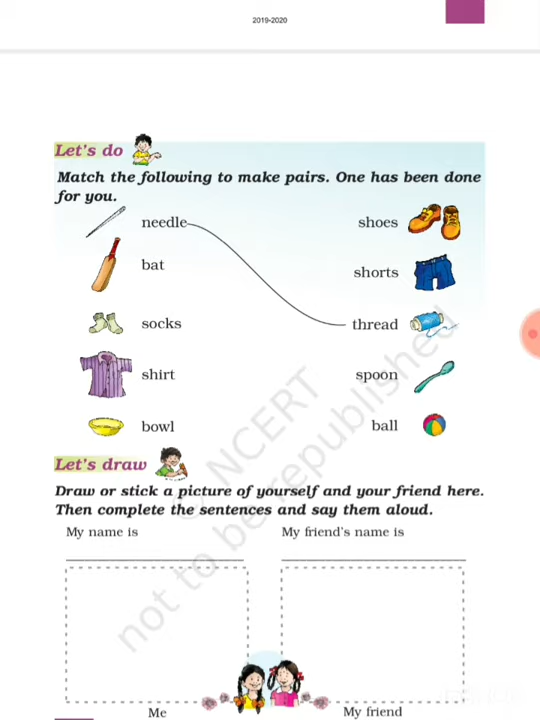 2019-2020
Let's do
Match the following to make pairs. One has been done
for you.
needle
shoes
bat
shorts
socks
thread
shirt
spoon
bowl
ball
© NCERT
not to be republished
Let's draw
Draw or stick a picture of yourself and your friend here.
Then complete the sentences and say them aloud.
My name is
My friend's name is
Me
My friend